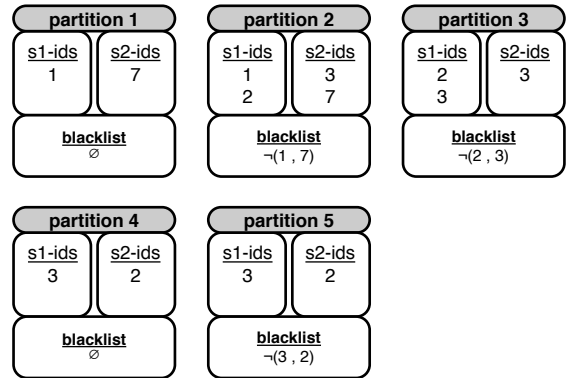 partition 1
s1-ids s2-ids
1 7
blacklist
∅
partition 2
s1-ids s2-ids
1 3
2 7
blacklist
¬(1 , 7)
partition 3
s1-ids s2-ids
2 3
3
blacklist
¬(2 , 3)
partition 4
s1-ids s2-ids
3 2
blacklist
∅
partition 5
s1-ids s2-ids
3 2
blacklist
¬(3 , 2)